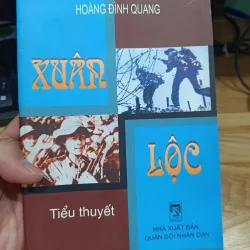 HOÀNG ĐÌNH QUANG
XUÂN
LỘC
Tiểu thuyết
NHÀ XUẤT BẢN
QUÂN ĐỘI NHÂN DÂN